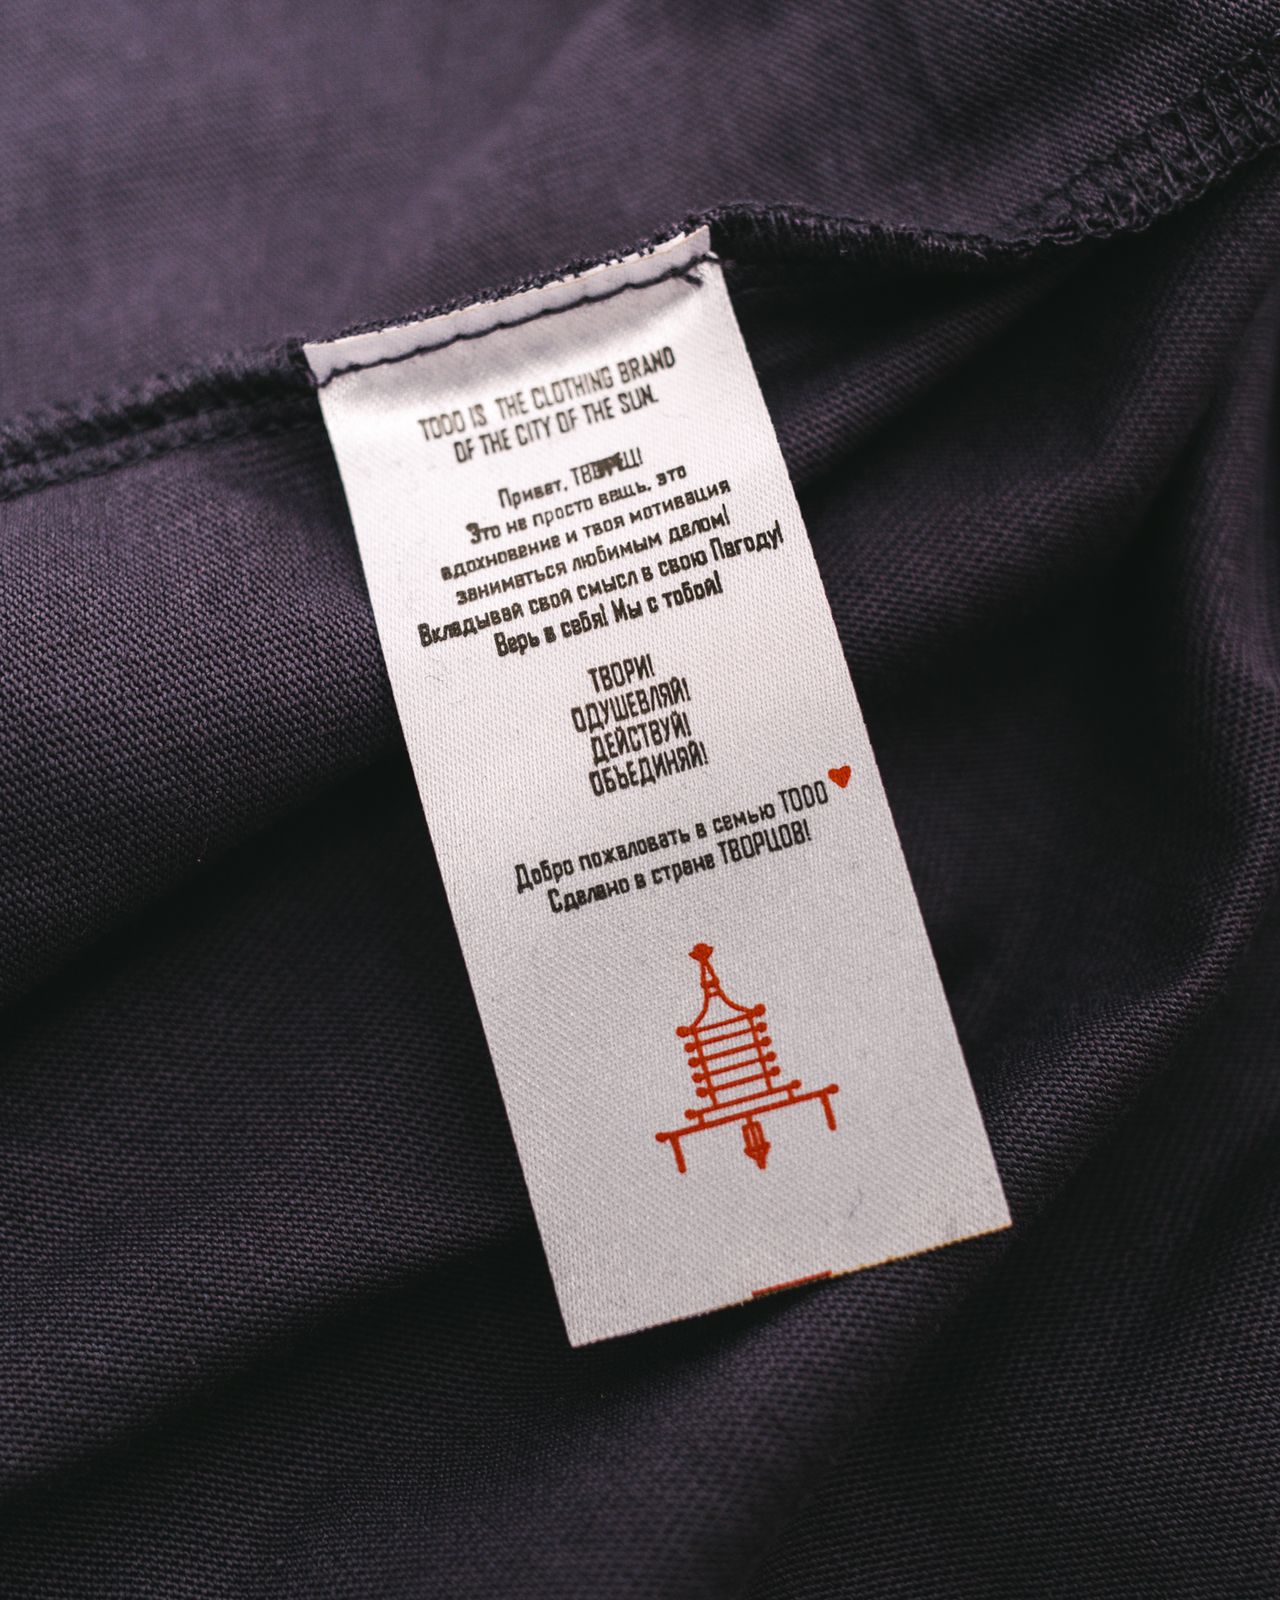 TODO IS THE CLOTHING BRAND
OF THE CITY OF THE SUN.
Привет, ТВОРЕЦ!
Это не просто вещь, это
вдохновение и твоя мотивация
заниматься любимым делом!
Вкладывай свой смысл в свою Пагоду!
Верь в себя! Мы с тобой!
ТВОРИ!
ОДУШЕВЛЯЙ!
ДЕЙСТВУЙ!
ОБЪЕДИНЯЙ!
Добро пожаловать в семью TODO
Сделано в стране ТВОРЦОВ!